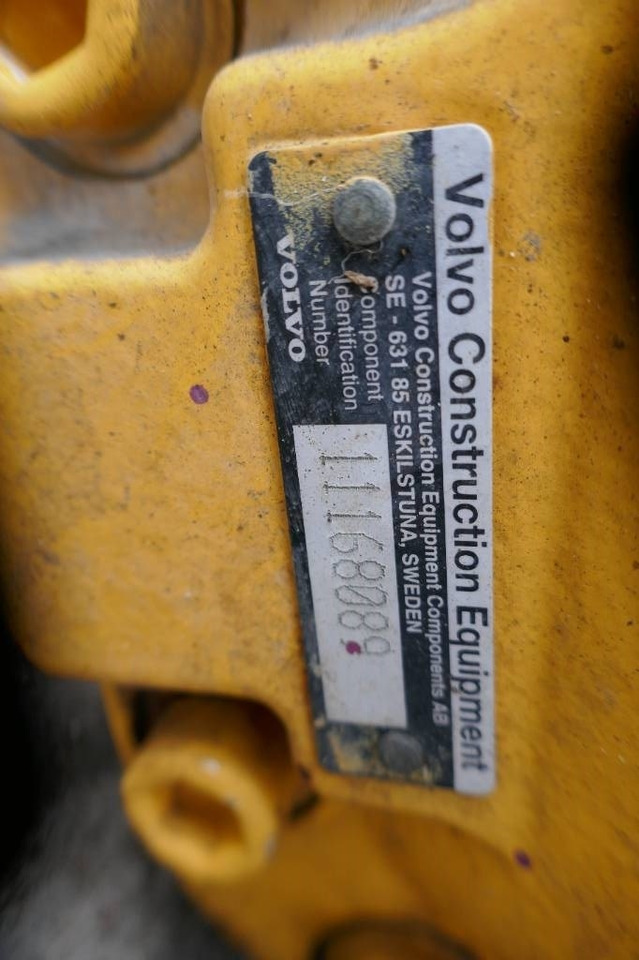 Volvo Construction Equipment
Volvo Construction Equipment Components AB
SE - 631 85 ESKILSTUNA, SWEDEN
Component
Identification
Number
11168089
VOLVO